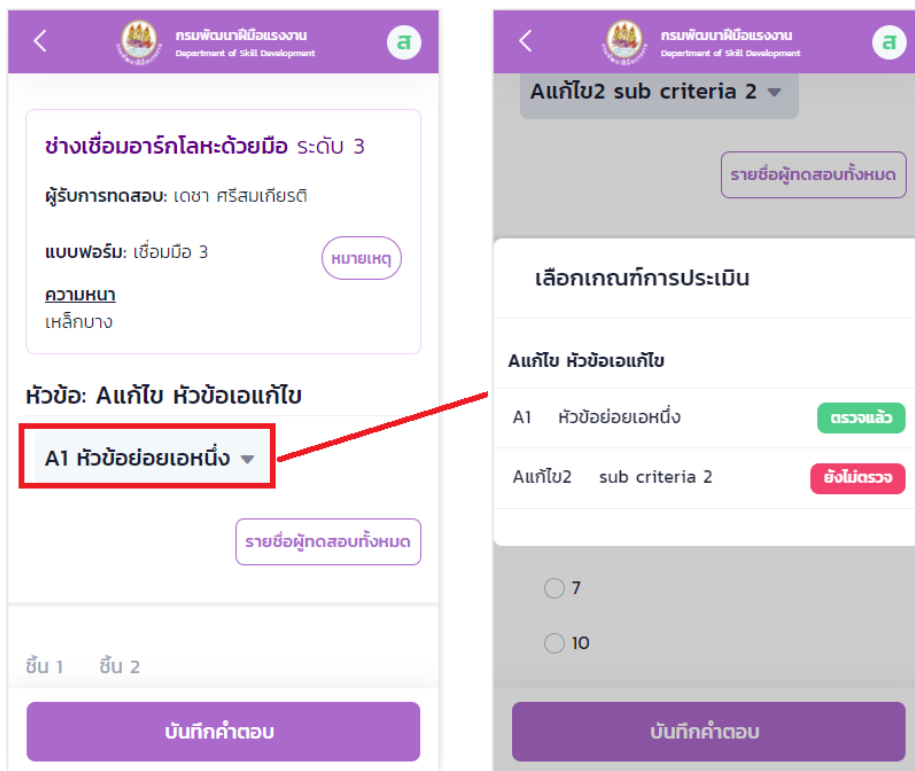 กรมพัฒนาฝีมือแรงงาน
Department of Skill Development
ส
ช่างเชื่อมอาร์กโลหะด้วยมือ ระดับ 3
ผู้รับการทดสอบ: เดชา ศรีสมเกียรติ
แบบฟอร์ม: เชื่อมมือ 3
หมายเหตุ
ความหนา
เหล็กบาง
หัวข้อ: Aแก้ไข หัวข้อเอแก้ไข
A1 หัวข้อย่อยเอหนึ่ง
รายชื่อผู้ทดสอบทั้งหมด
ชิ้น 1 ชิ้น 2
บันทึกคำตอบ
กรมพัฒนาฝีมือแรงงาน
Department of Skill Development
ส
Aแก้ไข2 sub criteria 2
รายชื่อผู้ทดสอบทั้งหมด
เลือกเกณฑ์การประเมิน
Aแก้ไข หัวข้อเอแก้ไข
A1 หัวข้อย่อยเอหนึ่ง ตรวจแล้ว
Aแก้ไข2 sub criteria 2 ยังไม่ตรวจ
7
10
บันทึกคำตอบ